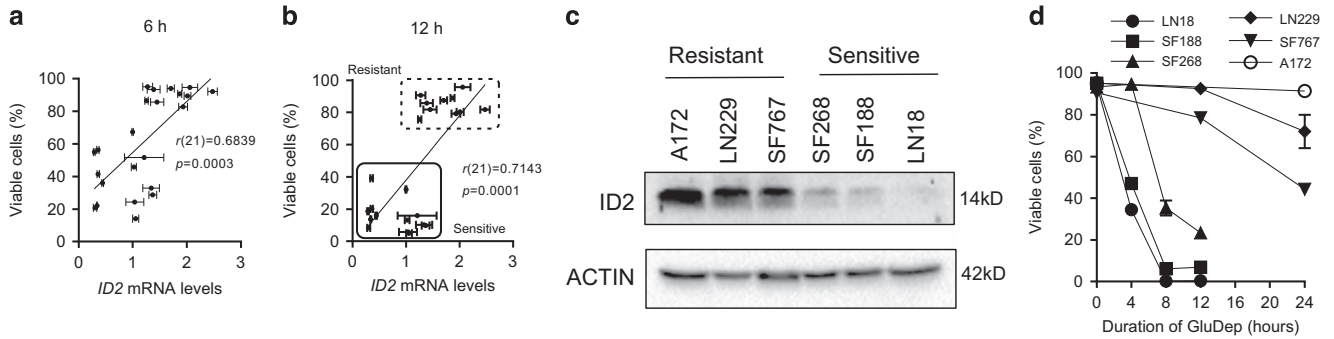 a
6 h
Viable cells (%)
100
80
60
40
20
0
r(21)=0.6839
p=0.0003
0 1 2 3
ID2 mRNA levels
b
12 h
Viable cells (%)
100
80
60
40
20
0
Resistant
r(21)=0.7143
p=0.0001
Sensitive
0 1 2 3
ID2 mRNA levels
c
Resistant Sensitive
A172 LN229 SF767 SF268 SF188 LN18
ID2 14kD
ACTIN 42kD
d
LN18
SF188
SF268
LN229
SF767
A172
Viable cells (%)
100
80
60
40
20
0
0 4 8 12 16 20 24
Duration of GluDep (hours)